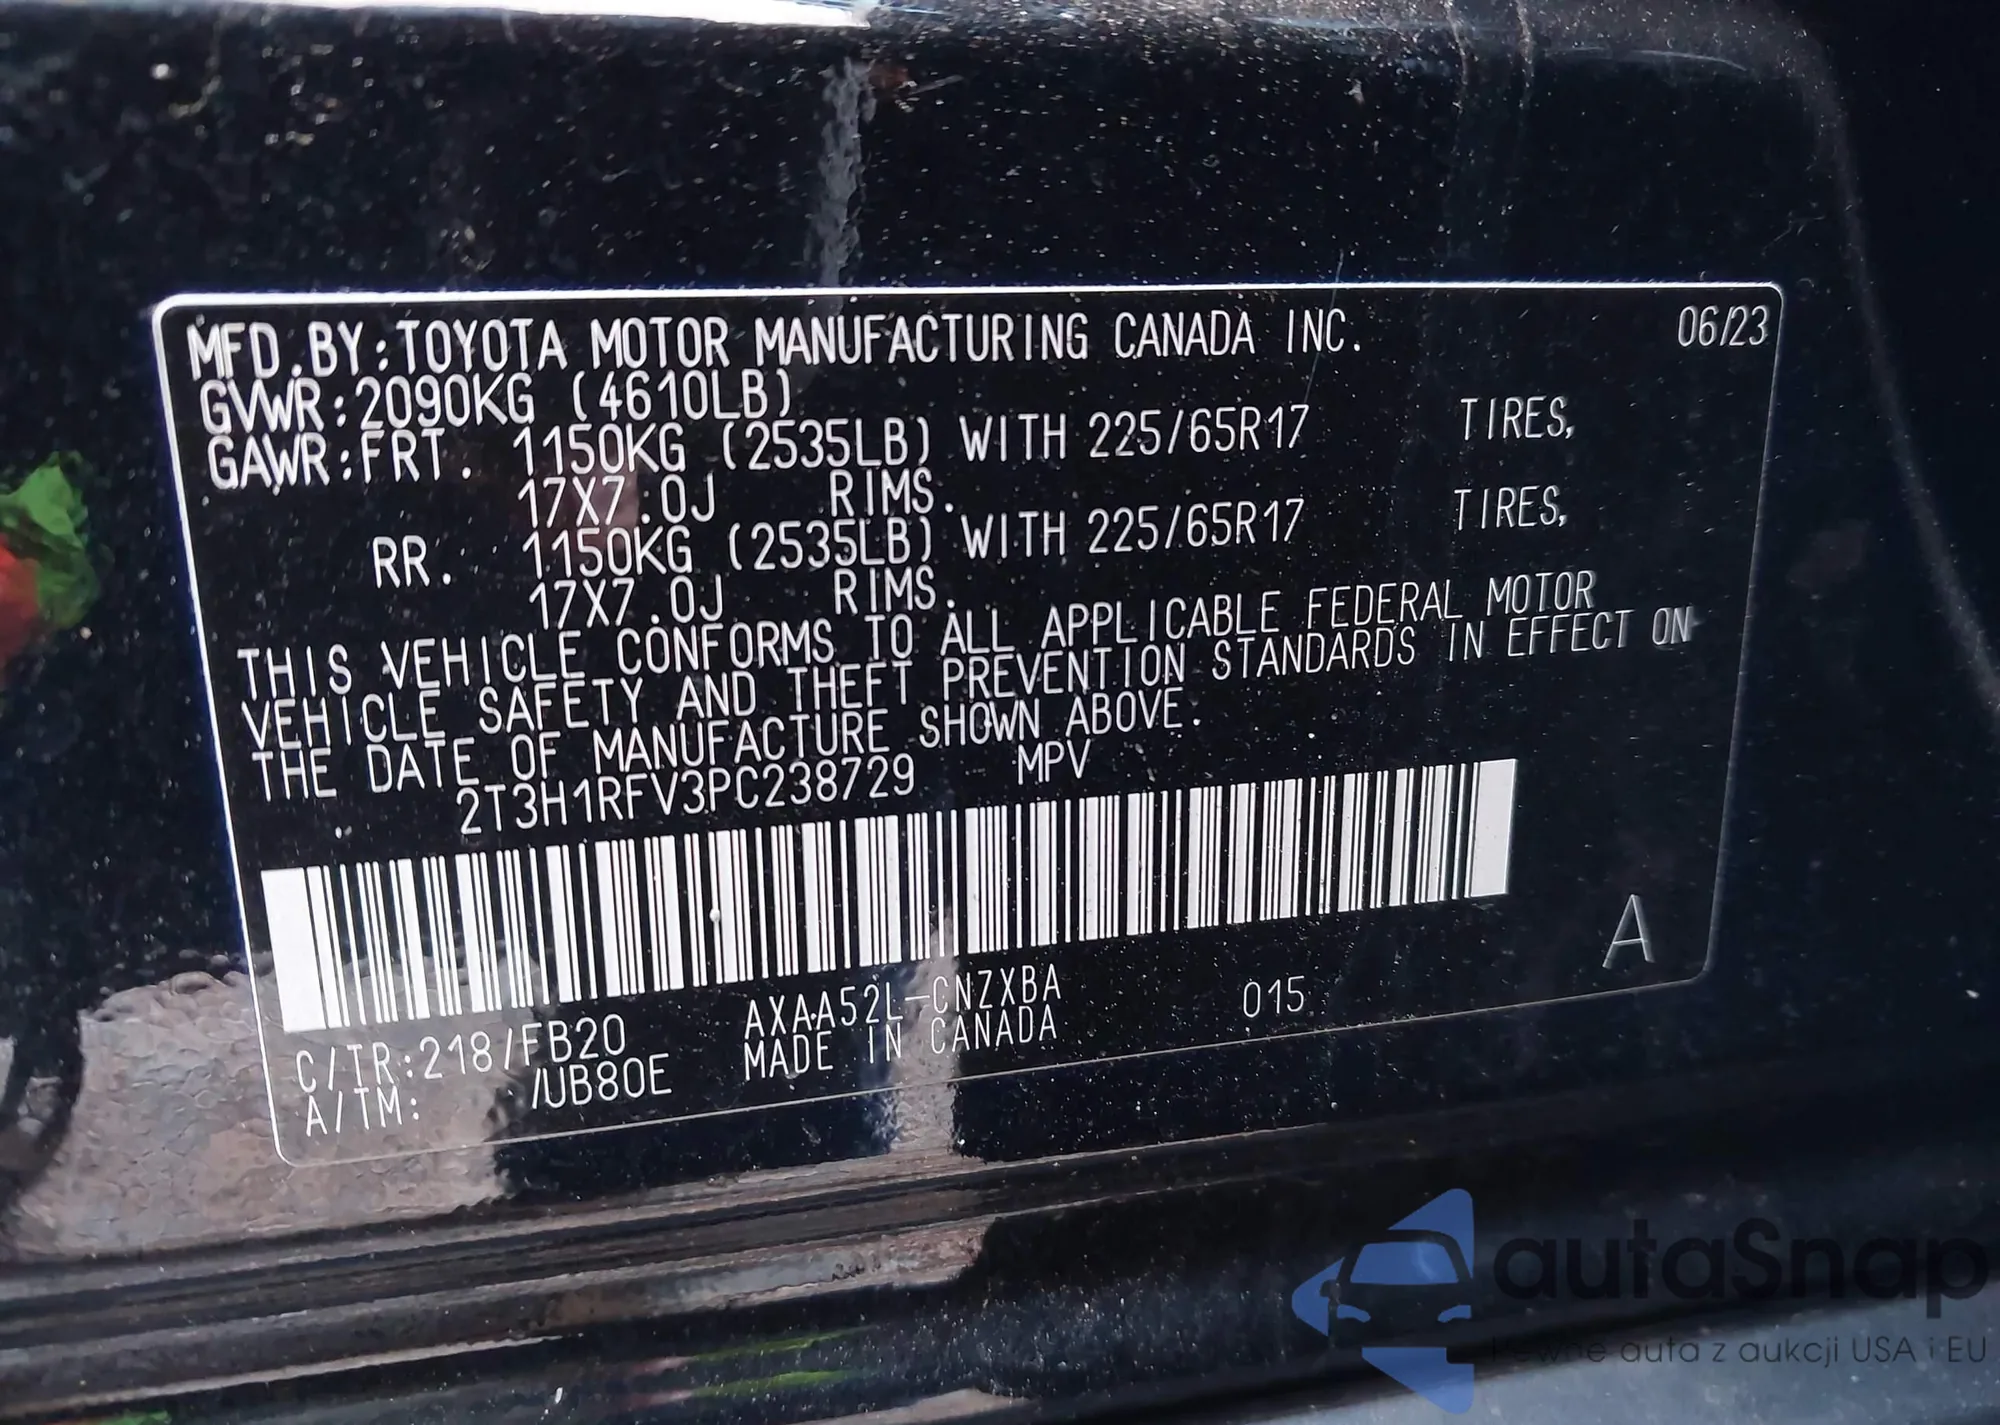 MFD.BY:TOYOTA MOTOR MANUFACTURING CANADA INC. 06/23
GVWR:2090KG (4610LB)
GAWR:FRT. 1150KG (2535LB) WITH 225/65R17 TIRES,
17X7.0J RIMS.
RR. 1150KG (2535LB) WITH 225/65R17 TIRES,
17X7.0J RIMS.
THIS VEHICLE CONFORMS TO ALL APPLICABLE FEDERAL MOTOR
VEHICLE SAFETY AND THEFT PREVENTION STANDARDS IN EFFECT ON
THE DATE OF MANUFACTURE SHOWN ABOVE.
2T3H1RFV3PC238729 MPV
A
C/TR:218/FB20 AXAA52L-CNZXBA 015
A/TM: /UB80E MADE IN CANADA
autaSnap
Pewne auta z aukcji USA i EU